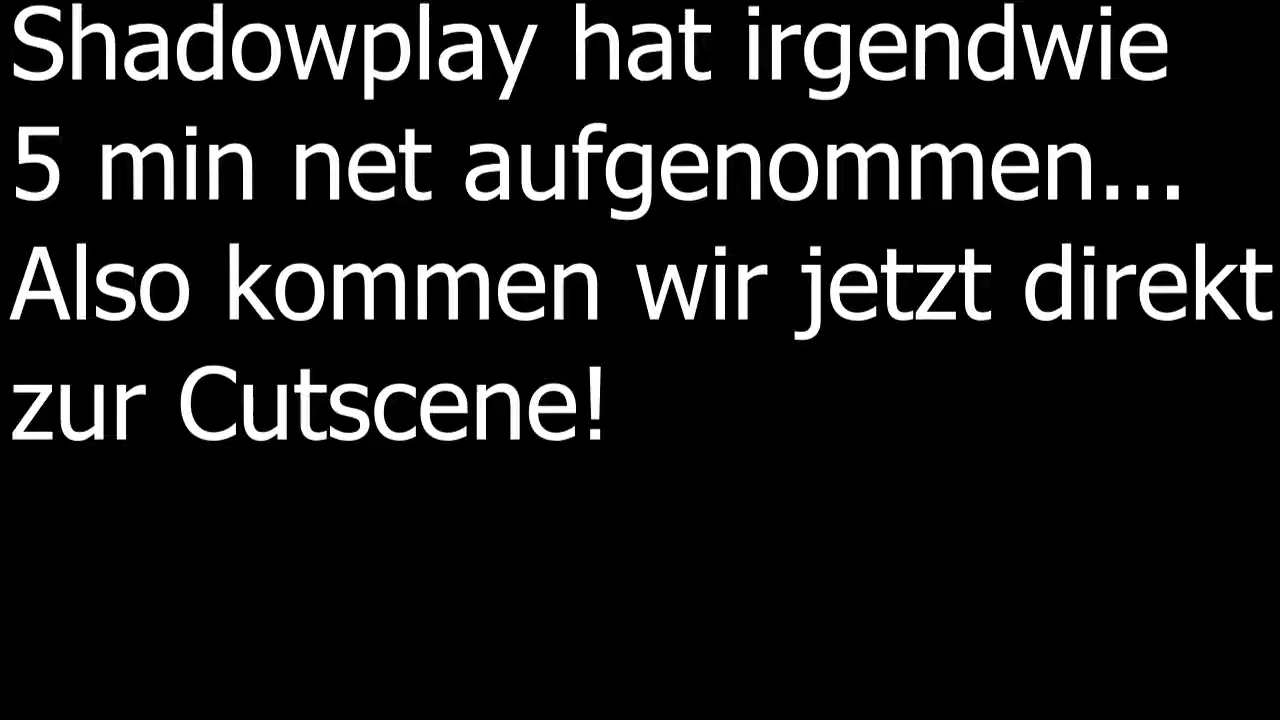 Shadowplay hat irgendwie
5 min net aufgenommen...
Also kommen wir jetzt direkt
zur Cutscene!